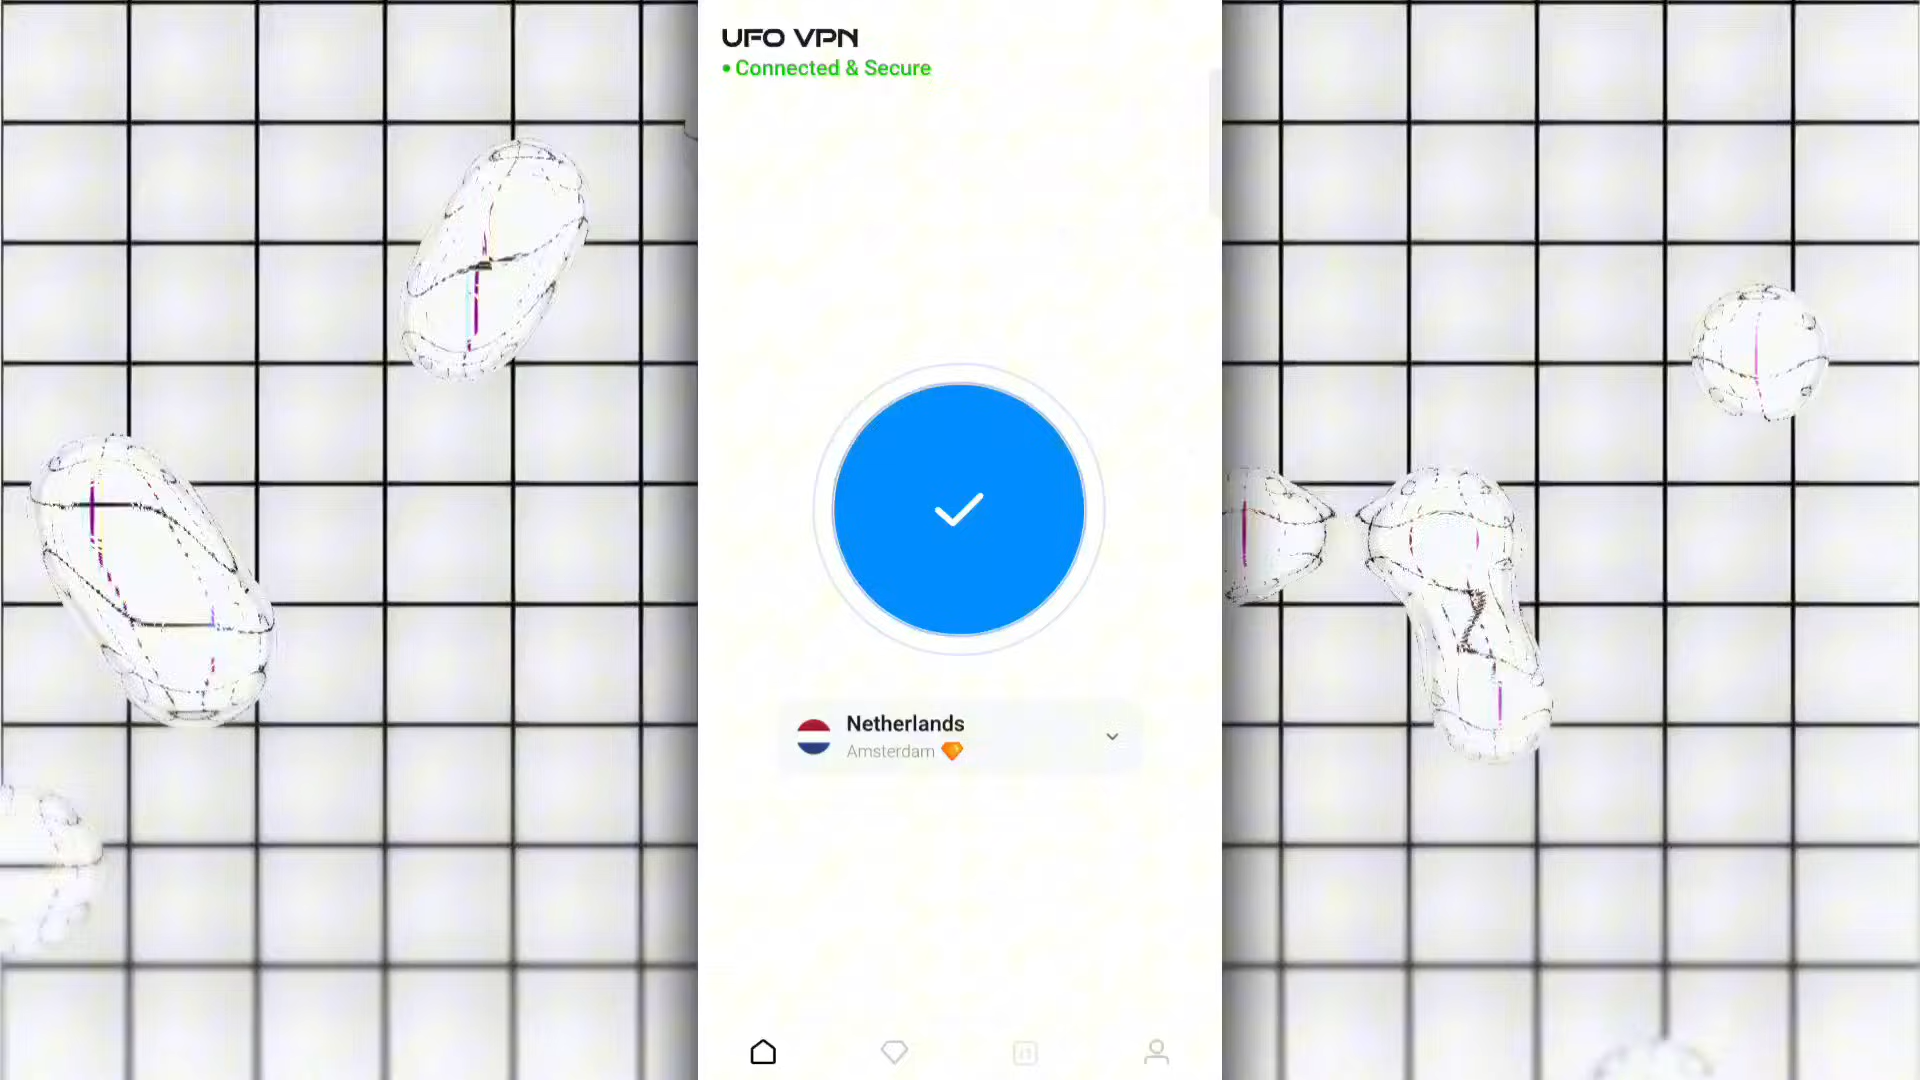 UFO VPN
• Connected & Secure
Netherlands
Amsterdam